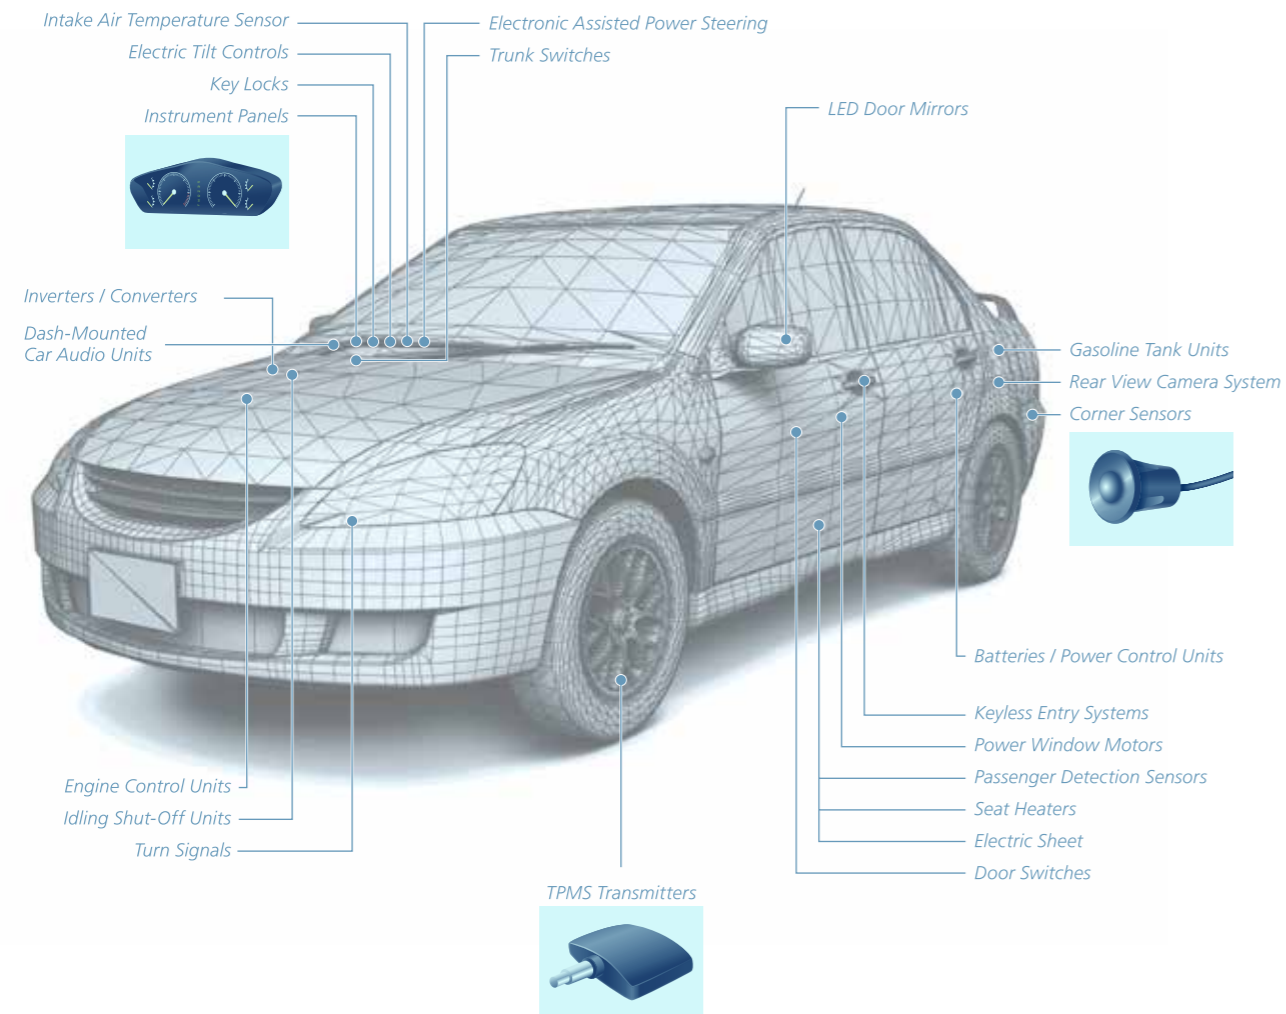 Intake Air Temperature Sensor
Electric Tilt Controls
Key Locks
Instrument Panels
Electronic Assisted Power Steering
Trunk Switches
LED Door Mirrors
Inverters / Converters
Dash-Mounted
Car Audio Units
Gasoline Tank Units
Rear View Camera System
Corner Sensors
Batteries / Power Control Units
Keyless Entry Systems
Power Window Motors
Passenger Detection Sensors
Seat Heaters
Electric Sheet
Door Switches
Engine Control Units
Idling Shut-Off Units
Turn Signals
TPMS Transmitters